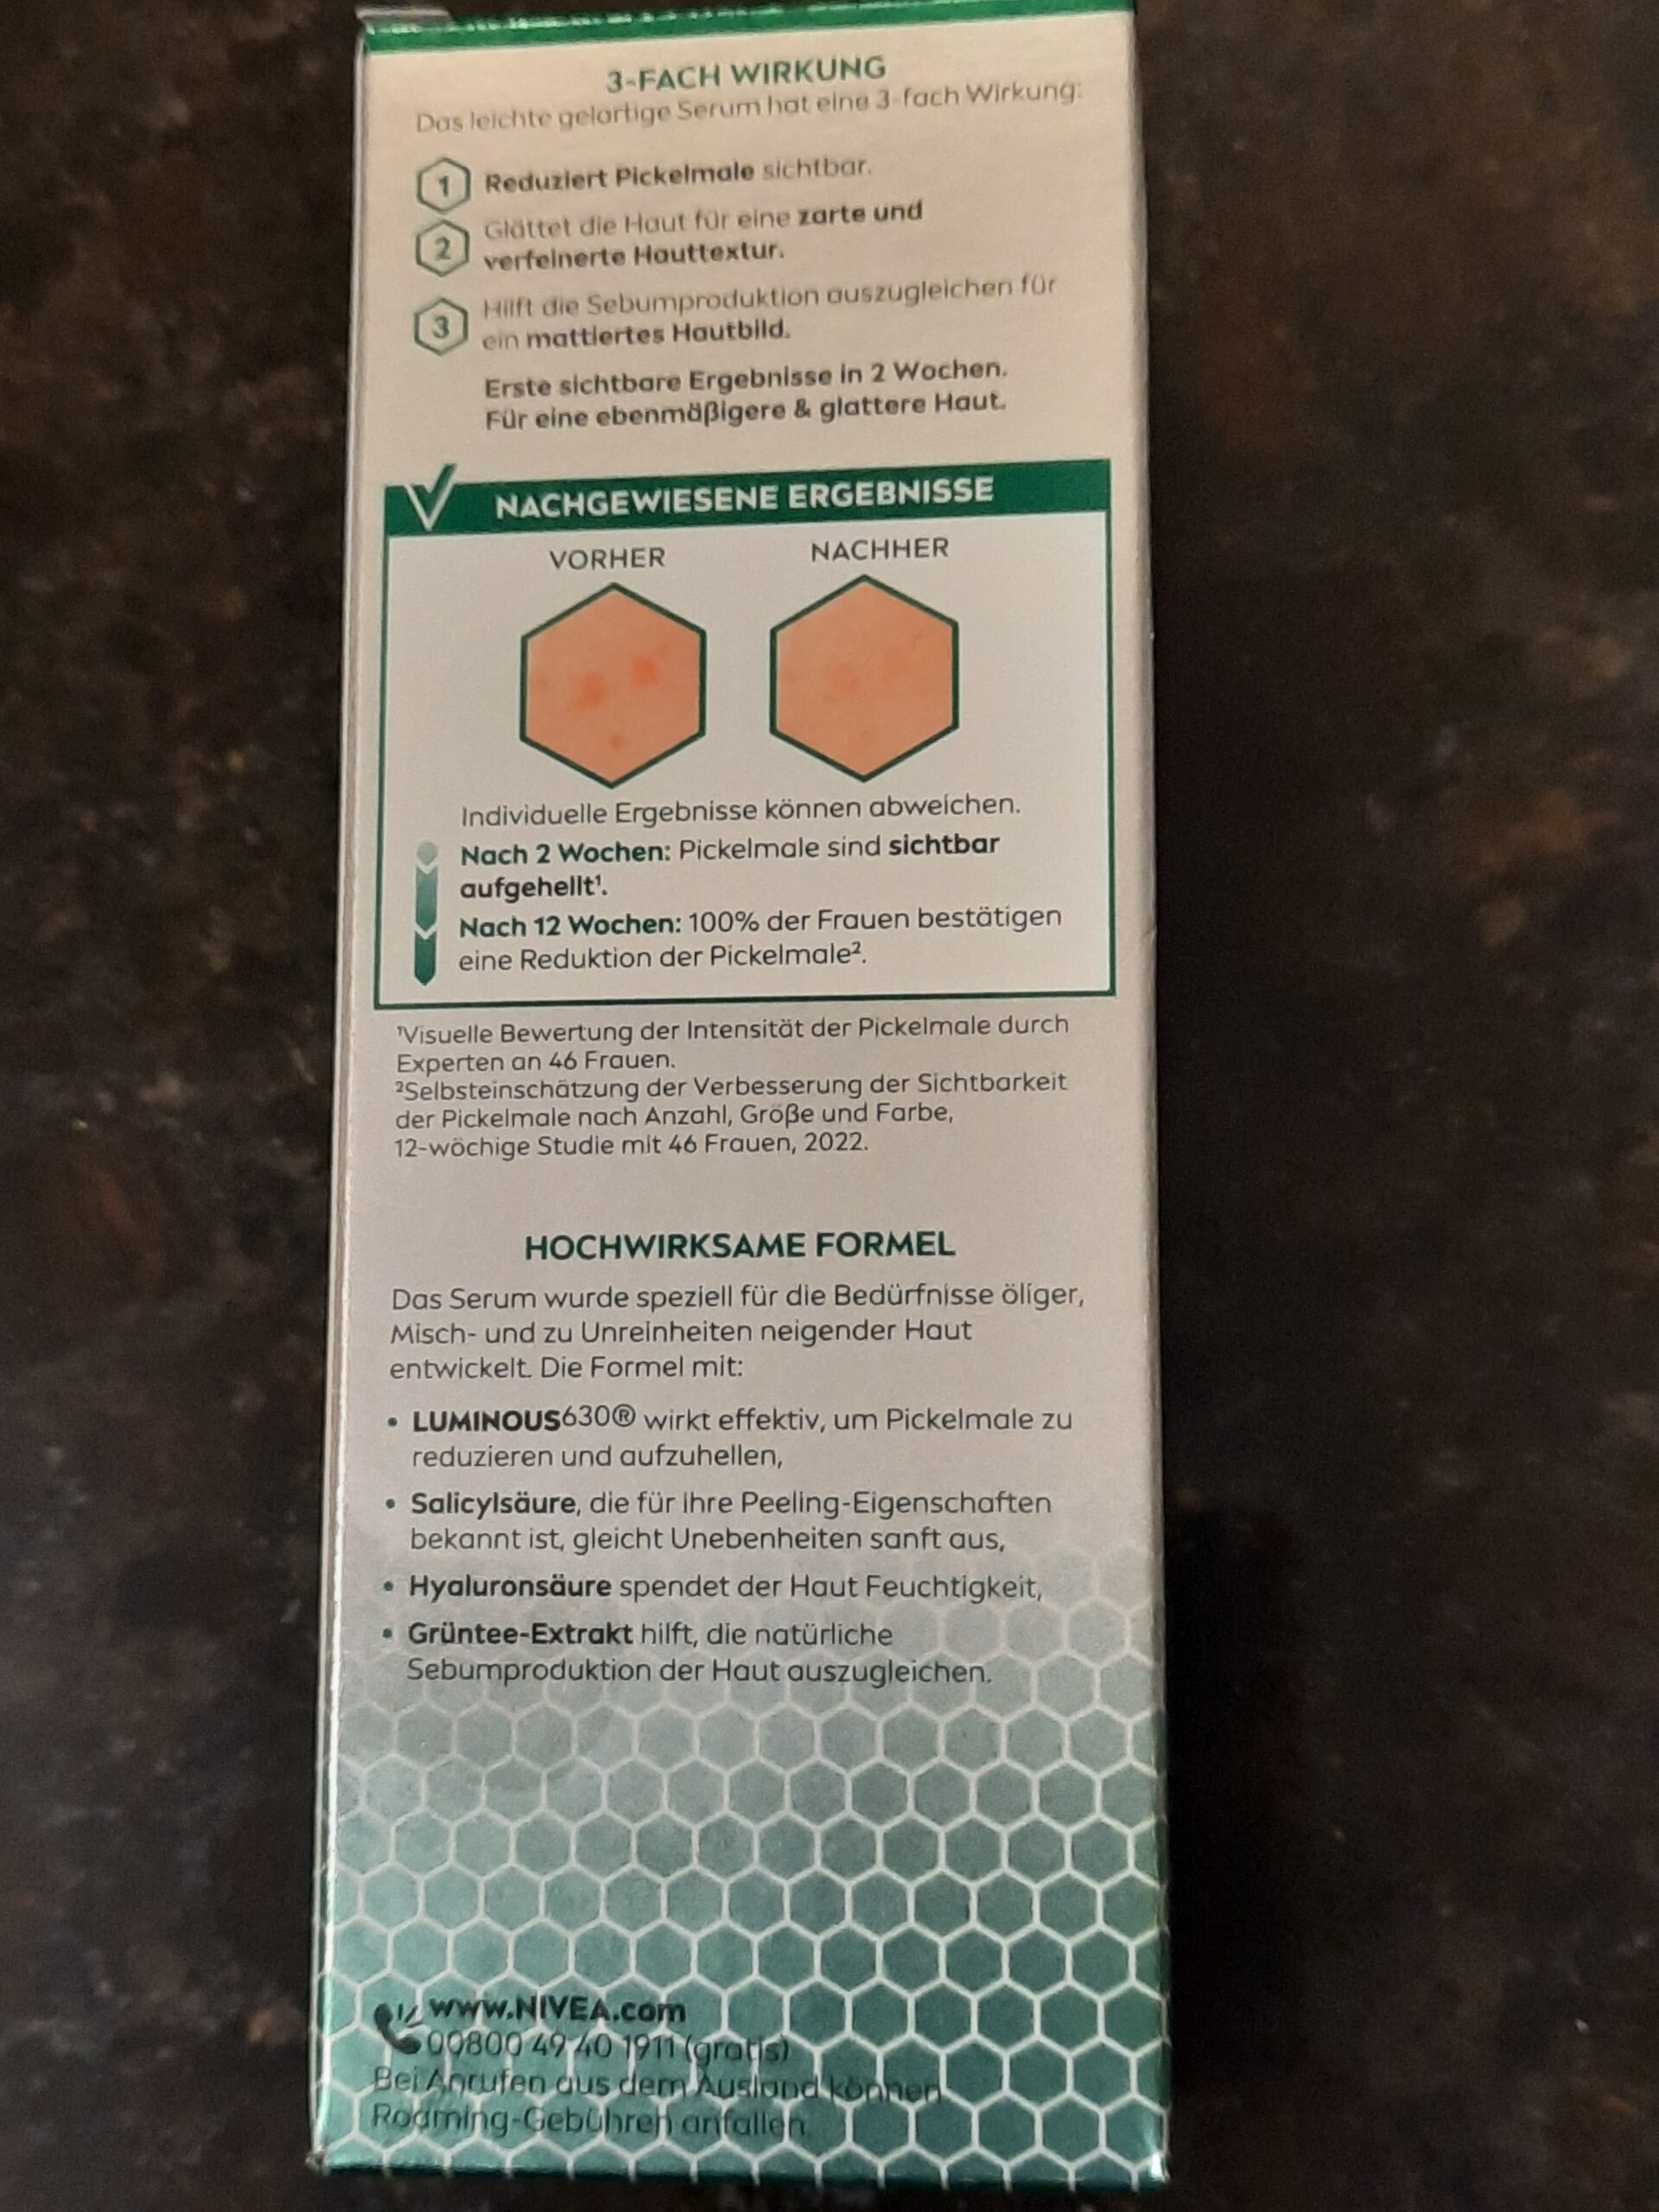 3-FACH WIRKUNG
Das leichte gelartige Serum hat eine 3-fach Wirkung:
1 Reduziert Pickelmale sichtbar.
2 Glättet die Haut für eine zarte und
verfeinerte Hauttextur.
3 Hilft die Sebumproduktion auszugleichen für
ein mattiertes Hautbild.
Erste sichtbare Ergebnisse in 2 Wochen.
Für eine ebenmäßigere & glattere Haut.
NACHGEWIESENE ERGEBNISSE
VORHER NACHHER
Individuelle Ergebnisse können abweichen.
Nach 2 Wochen: Pickelmale sind sichtbar
aufgehellt¹.
Nach 12 Wochen: 100% der Frauen bestätigen
eine Reduktion der Pickelmale².
¹Visuelle Bewertung der Intensität der Pickelmale durch
Experten an 46 Frauen.
²Selbsteinschätzung der Verbesserung der Sichtbarkeit
der Pickelmale nach Anzahl, Größe und Farbe,
12-wöchige Studie mit 46 Frauen, 2022.
HOCHWIRKSAME FORMEL
Das Serum wurde speziell für die Bedürfnisse öliger,
Misch- und zu Unreinheiten neigender Haut
entwickelt. Die Formel mit:
• LUMINOUS630® wirkt effektiv, um Pickelmale zu
reduzieren und aufzuhellen,
• Salicylsäure, die für ihre Peeling-Eigenschaften
bekannt ist, gleicht Unebenheiten sanft aus,
• Hyaluronsäure spendet der Haut Feuchtigkeit,
• Grüntee-Extrakt hilft, die natürliche
Sebumproduktion der Haut auszugleichen.
www.NIVEA.com
00800 49 40 1911 (gratis)
Bei Anrufen aus dem Ausland können
Roaming-Gebühren anfallen.